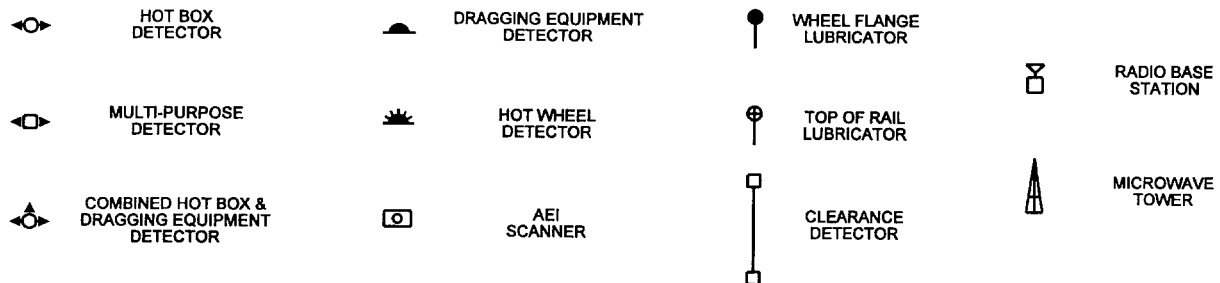 HOT BOX
DETECTOR
DRAGGING EQUIPMENT
DETECTOR
WHEEL FLANGE
LUBRICATOR
RADIO BASE
STATION
MULTI-PURPOSE
DETECTOR
HOT WHEEL
DETECTOR
TOP OF RAIL
LUBRICATOR
MICROWAVE
TOWER
COMBINED HOT BOX &
DRAGGING EQUIPMENT
DETECTOR
AEI
SCANNER
CLEARANCE
DETECTOR